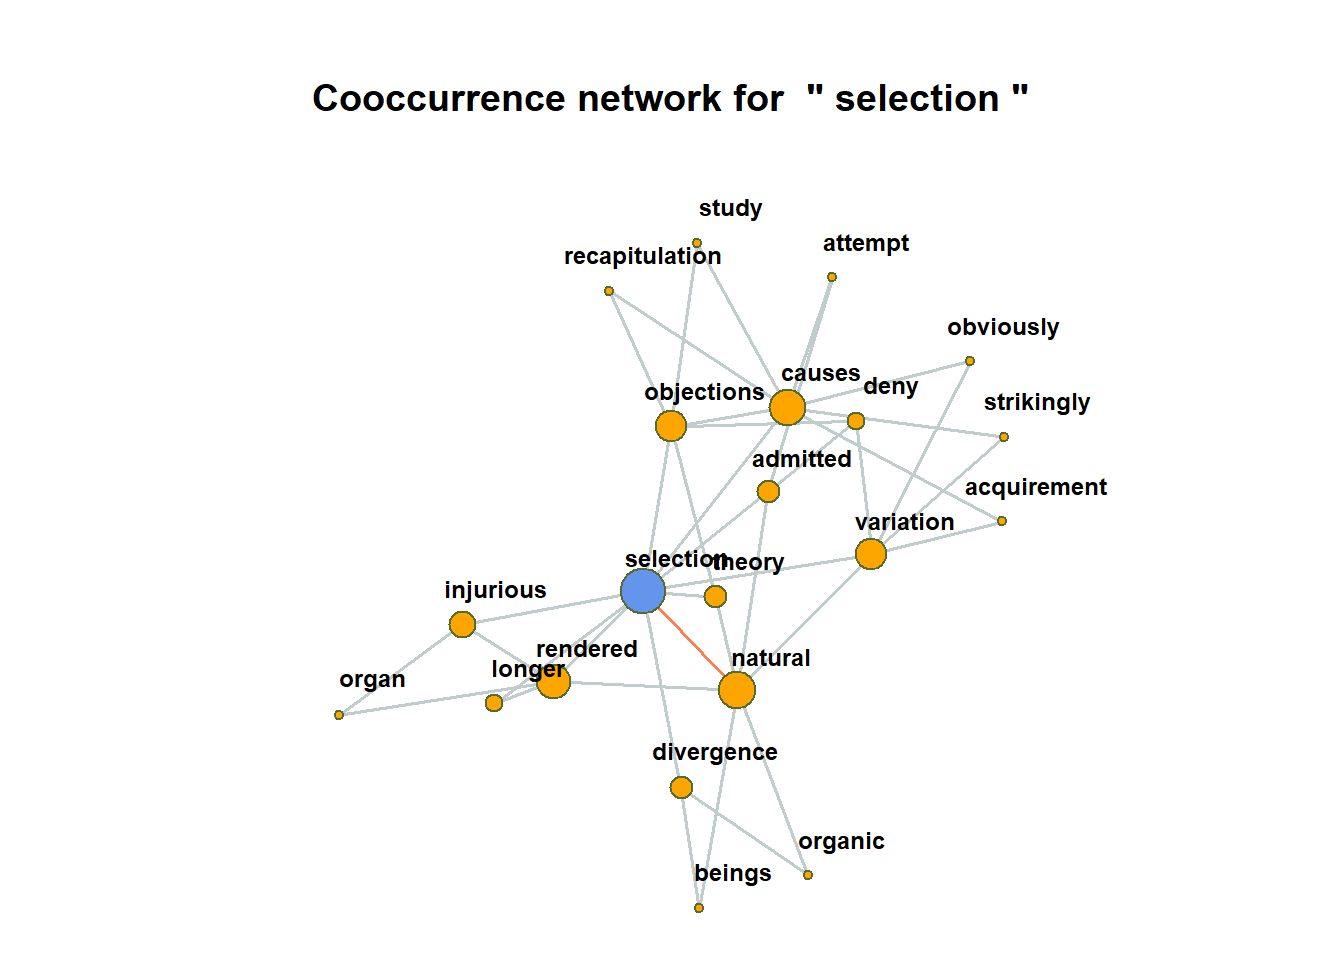 Cooccurrence network for " selection "
study
attempt
recapitulation
obviously
causes
deny
objections
strikingly
admitted
acquirement
variation
selection
theory
injurious
rendered
natural
longer
organ
divergence
organic
beings